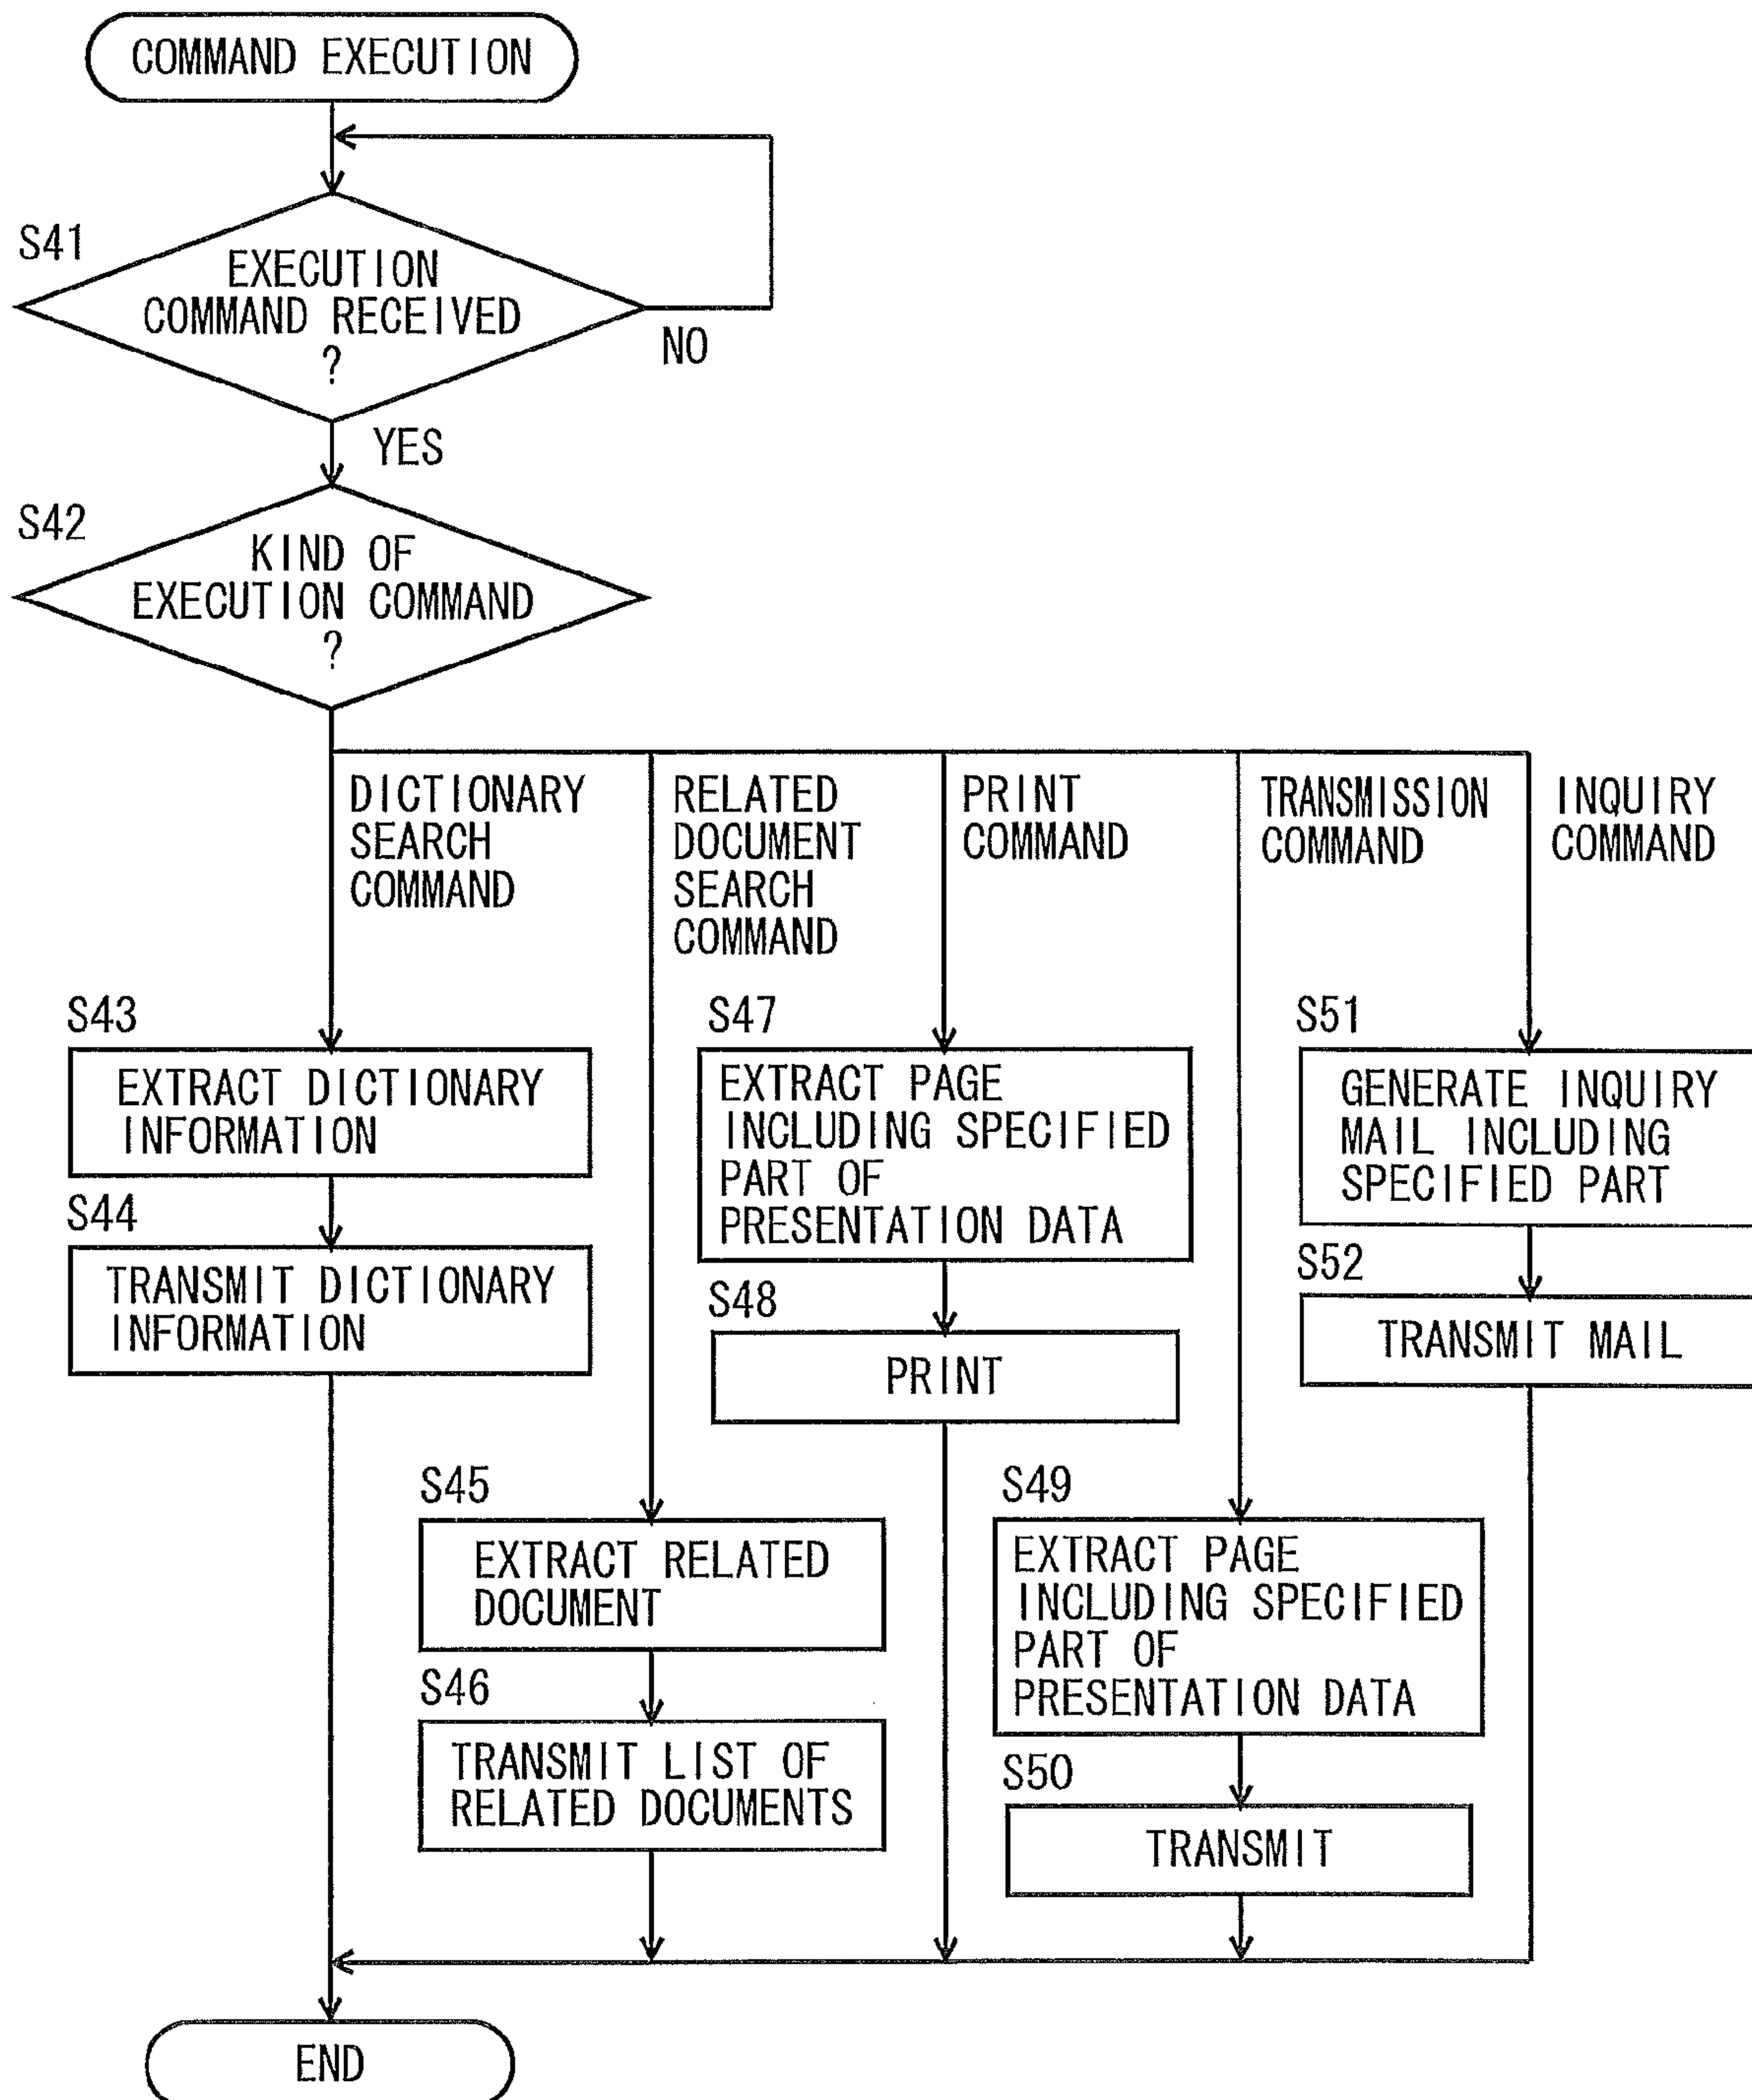 COMMAND EXECUTION
S41
EXECUTION
COMMAND RECEIVED
?
NO
YES
S42
KIND OF
EXECUTION COMMAND
?
DICTIONARY
SEARCH
COMMAND
RELATED
DOCUMENT
SEARCH
COMMAND
PRINT
COMMAND
TRANSMISSION
COMMAND
INQUIRY
COMMAND
S43
EXTRACT DICTIONARY
INFORMATION
S44
TRANSMIT DICTIONARY
INFORMATION
S47
EXTRACT PAGE
INCLUDING SPECIFIED
PART OF
PRESENTATION DATA
S48
PRINT
S51
GENERATE INQUIRY
MAIL INCLUDING
SPECIFIED PART
S52
TRANSMIT MAIL
S45
EXTRACT RELATED
DOCUMENT
S46
TRANSMIT LIST OF
RELATED DOCUMENTS
S49
EXTRACT PAGE
INCLUDING SPECIFIED
PART OF
PRESENTATION DATA
S50
TRANSMIT
END